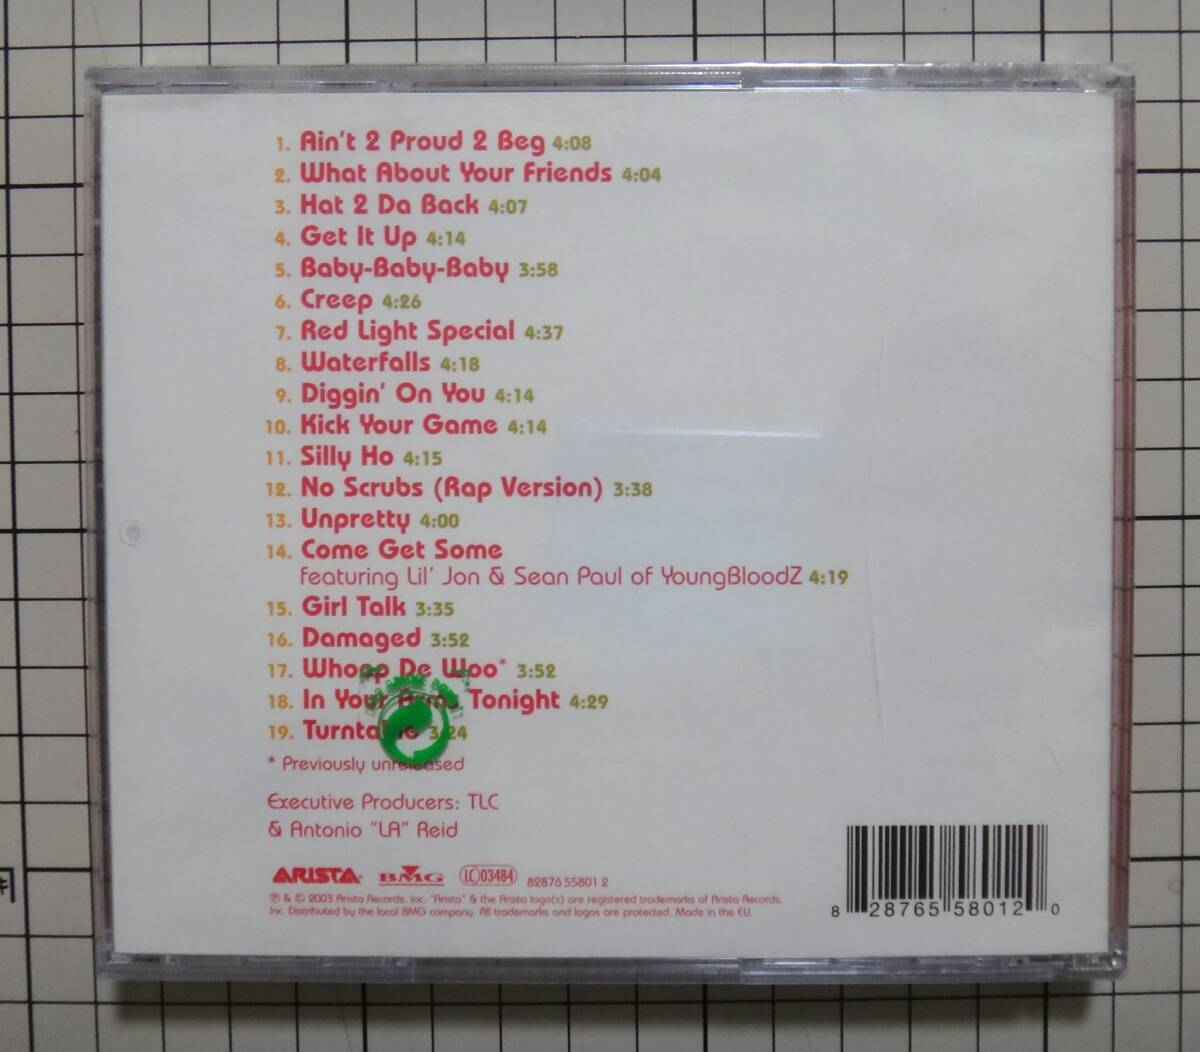 1. Ain't 2 Proud 2 Beg 4:08
2. What About Your Friends 4:04
3. Hat 2 Da Back 4:07
4. Get It Up 4:14
5. Baby-Baby-Baby 3:58
6. Creep 4:26
7. Red Light Special 4:37
8. Waterfalls 4:18
9. Diggin' On You 4:14
10. Kick Your Game 4:14
11. Silly Ho 4:15
12. No Scrubs (Rap Version) 3:38
13. Unpretty 4:00
14. Come Get Some
featuring Lil' Jon & Sean Paul of YoungBloodZ 4:19
15. Girl Talk 3:35
16. Damaged 3:52
17. Whoop De Woo* 3:52
18. In Your Arms Tonight 4:29
19. Turntable 3:24
* Previously unreleased
Executive Producers: TLC
& Antonio "LA" Reid
ARISTA BMG LC 03484 82876 55801 2
℗ & © 2003 Arista Records, Inc. "Arista" & the Arista logo(s) are registered trademarks of Arista Records,
Inc. Distributed by the local BMG company. All trademarks and logos are protected. Made in the EU.
8 28765 58012 0